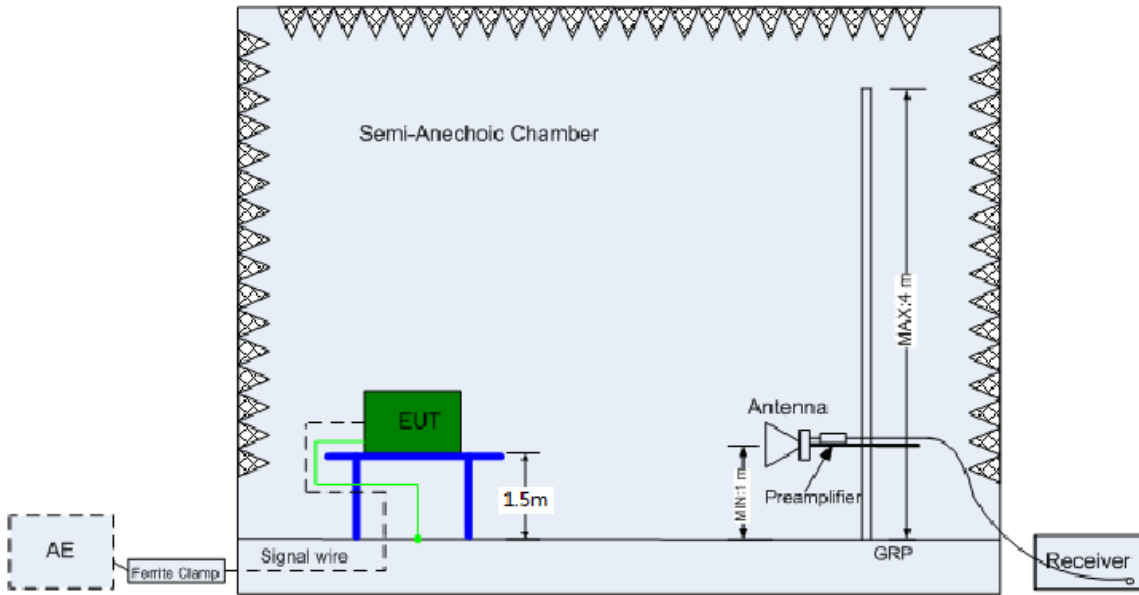 Semi-Anechoic Chamber
MAX:4 m
EUT
Antenna
1.5m
MIN:1 m
Preamplifier
AE
Ferrite Clamp
Signal wire
GRP
Receiver